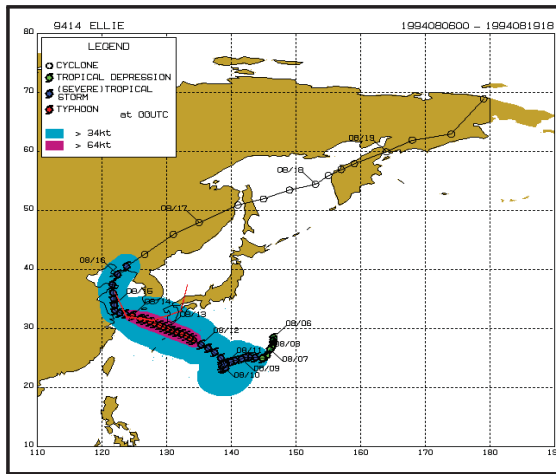 9414 ELLIE 1994080600 - 1994081918
LEGEND
CYCLONE
TROPICAL DEPRESSION
(SEVERE)TROPICAL
STORM
TYPHOON
at 00UTC
> 34kt
> 64kt
80
70
60
50
40
30
20
10
08/19
08/18
08/17
08/16
08/15
08/14
08/13
08/12
08/11
08/06
08/08
08/07
08/09
08/10
110 120 130 140 150 160 170 180 190